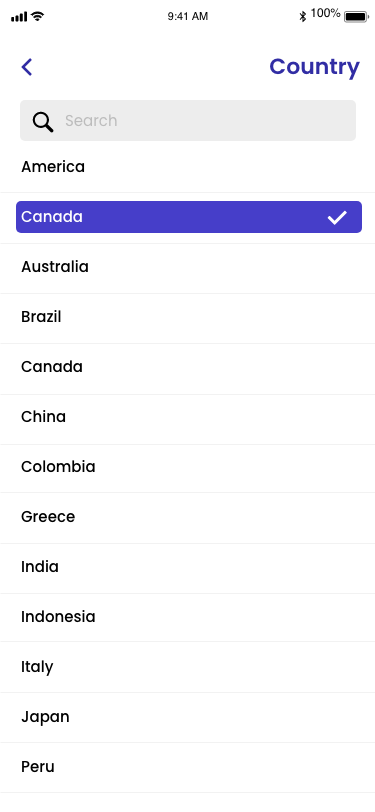 9:41 AM 100%
Country
Search
America
Canada
Australia
Brazil
Canada
China
Colombia
Greece
India
Indonesia
Italy
Japan
Peru